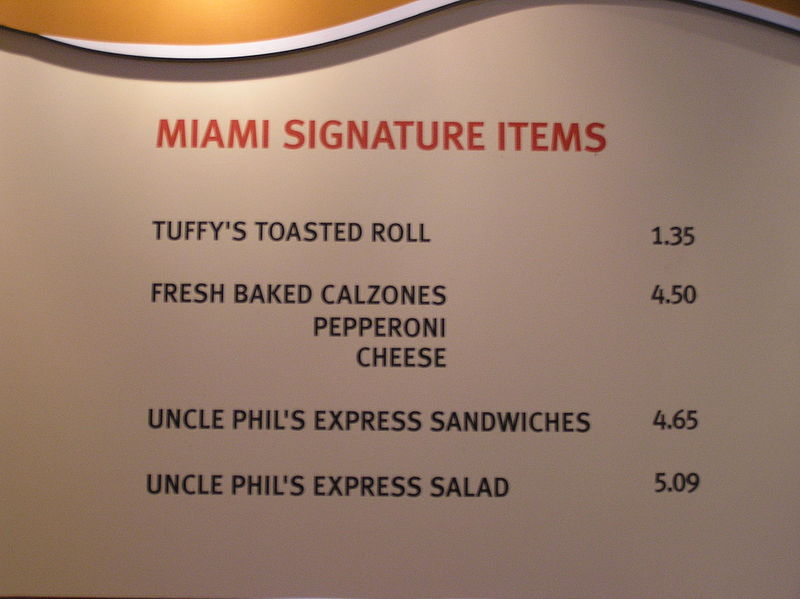 MIAMI SIGNATURE ITEMS
TUFFY'S TOASTED ROLL 1.35
FRESH BAKED CALZONES 4.50
PEPPERONI
CHEESE
UNCLE PHIL'S EXPRESS SANDWICHES 4.65
UNCLE PHIL'S EXPRESS SALAD 5.09